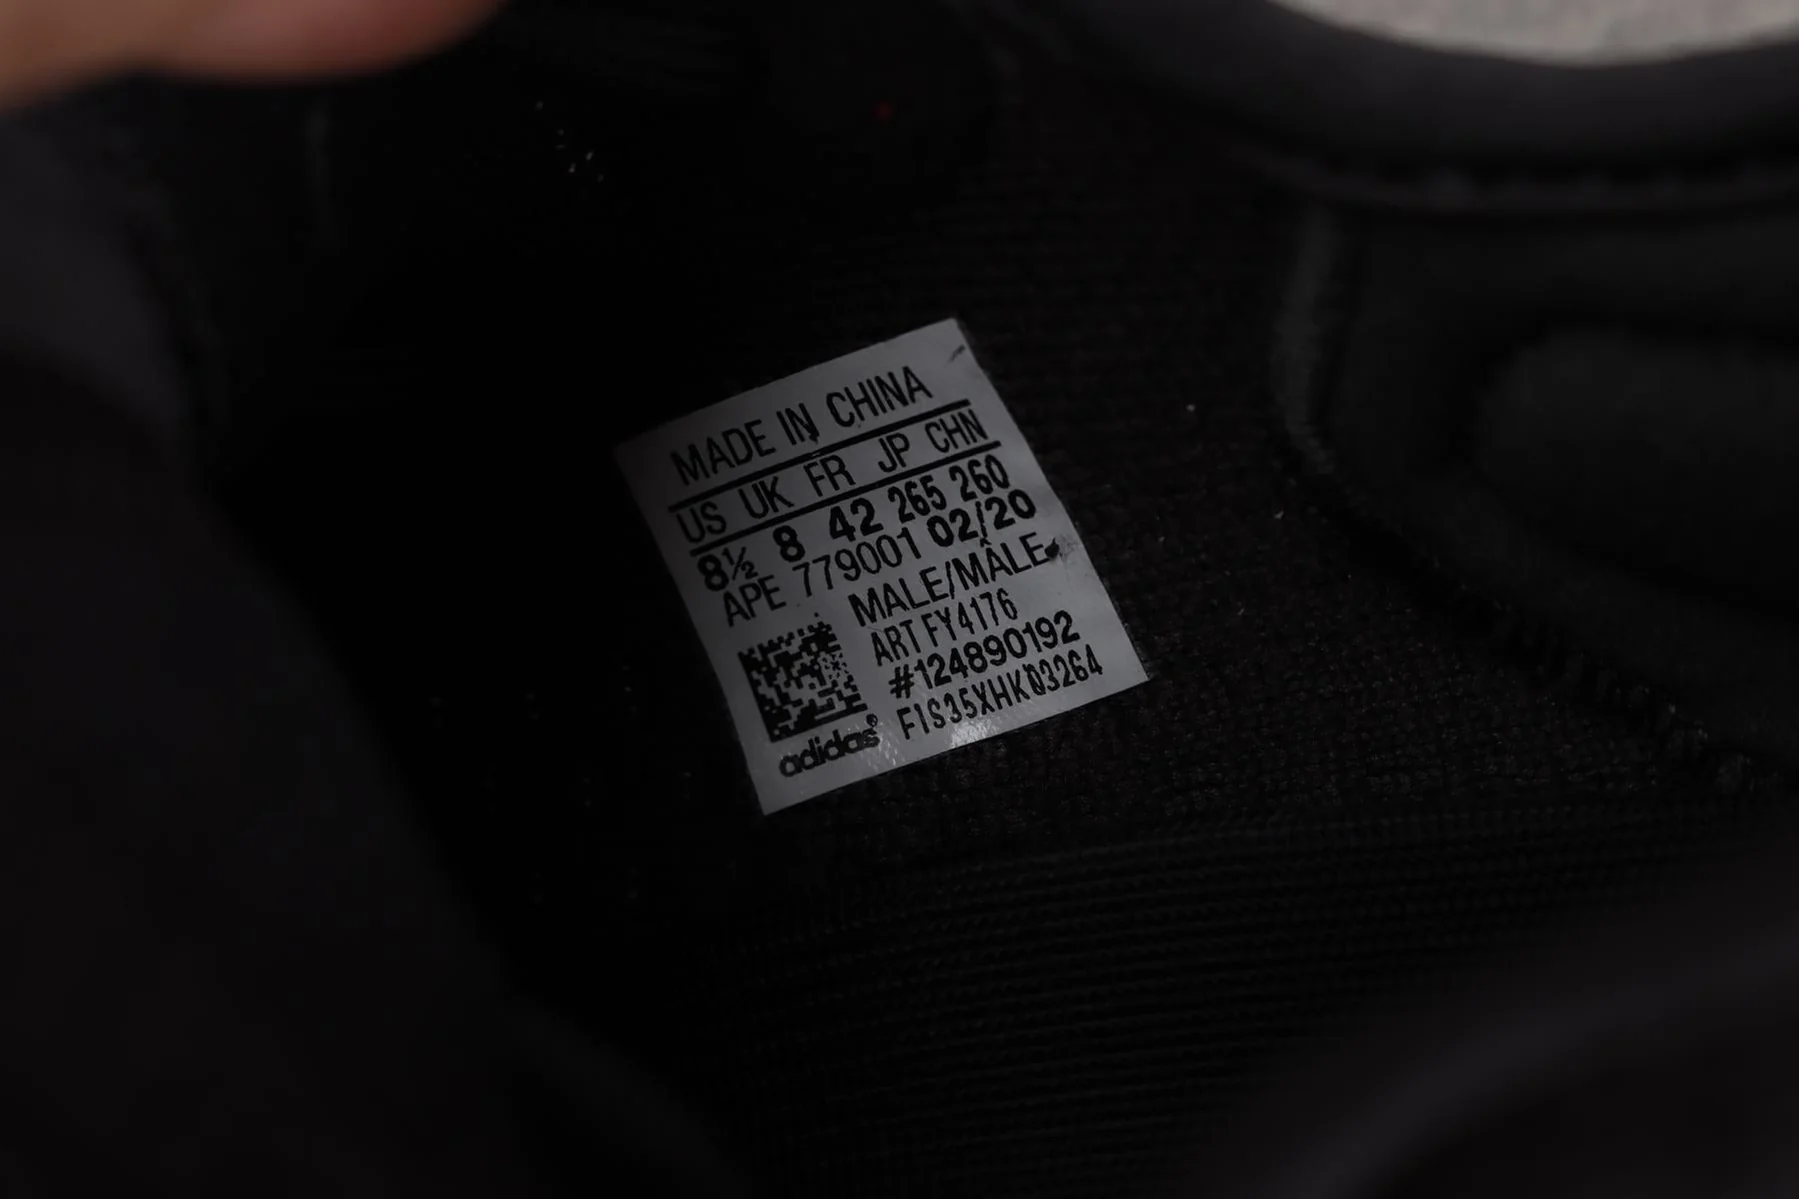 MADE IN CHINA
US UK FR JP CHN
8½ 8 42 265 260
APE 779001 02/20
MALE/MÂLE
ART FY4176
#124890192
F1S35XHK03264
adidas®